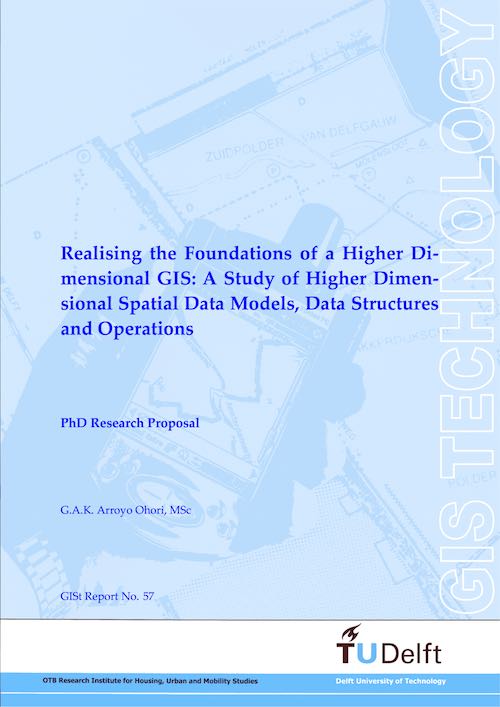 ZUIDPOLDER VAN DELFGAUW
MOLENSLOOT
Realising the Foundations of a Higher Di-
mensional GIS: A Study of Higher Dimen-
sional Spatial Data Models, Data Structures
and Operations
PhD Research Proposal
G.A.K. Arroyo Ohori, MSc
GISt Report No. 57
POLDER
GIS TECHNOLOGY
TUDelft
OTB Research Institute for Housing, Urban and Mobility Studies
Delft University of Technology